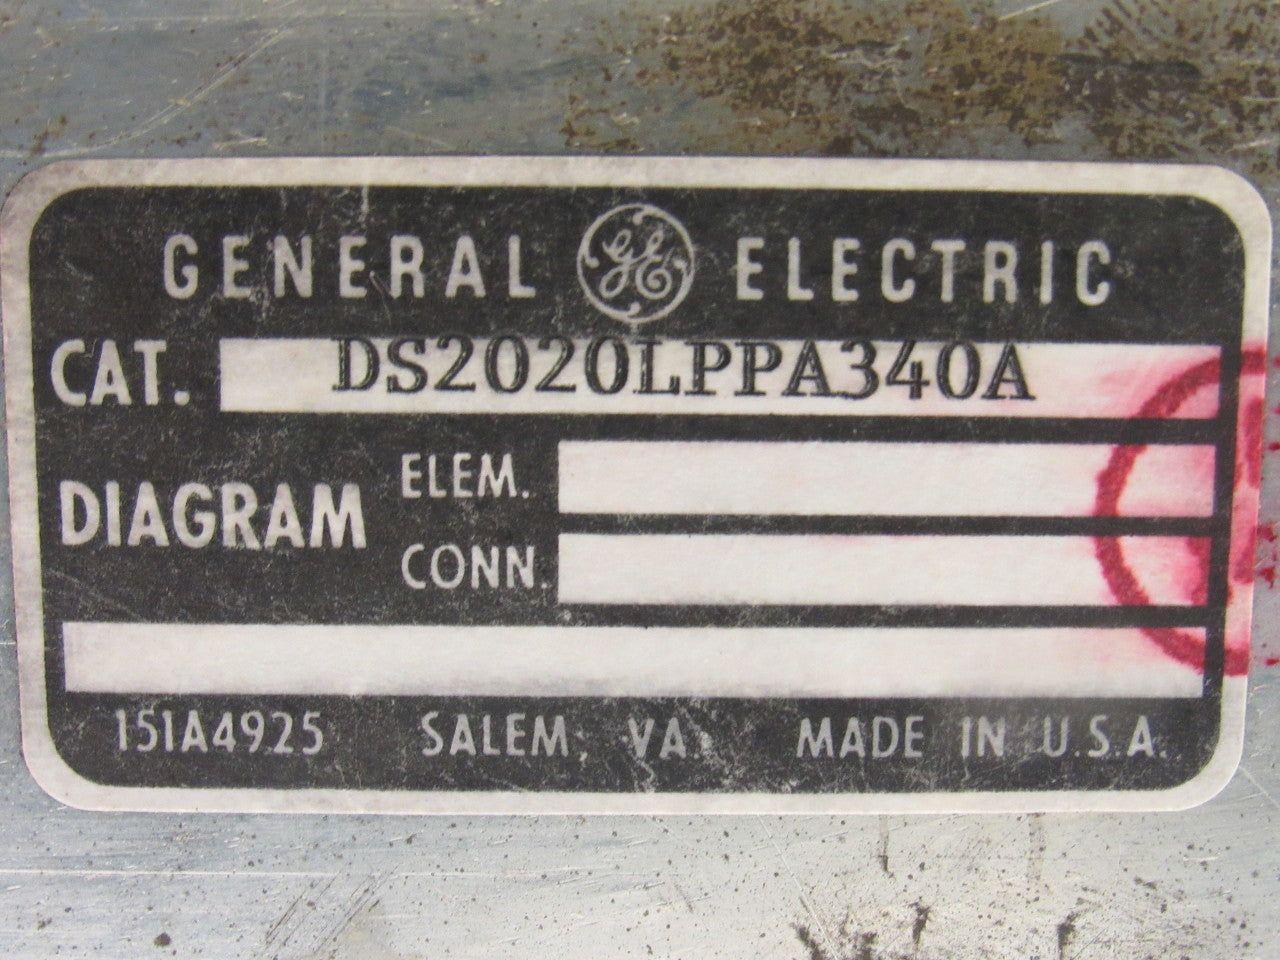 GENERAL GE ELECTRIC
CAT. DS2020LPPA340A
DIAGRAM
ELEM.
CONN.
151A4925 SALEM, VA. MADE IN U.S.A.